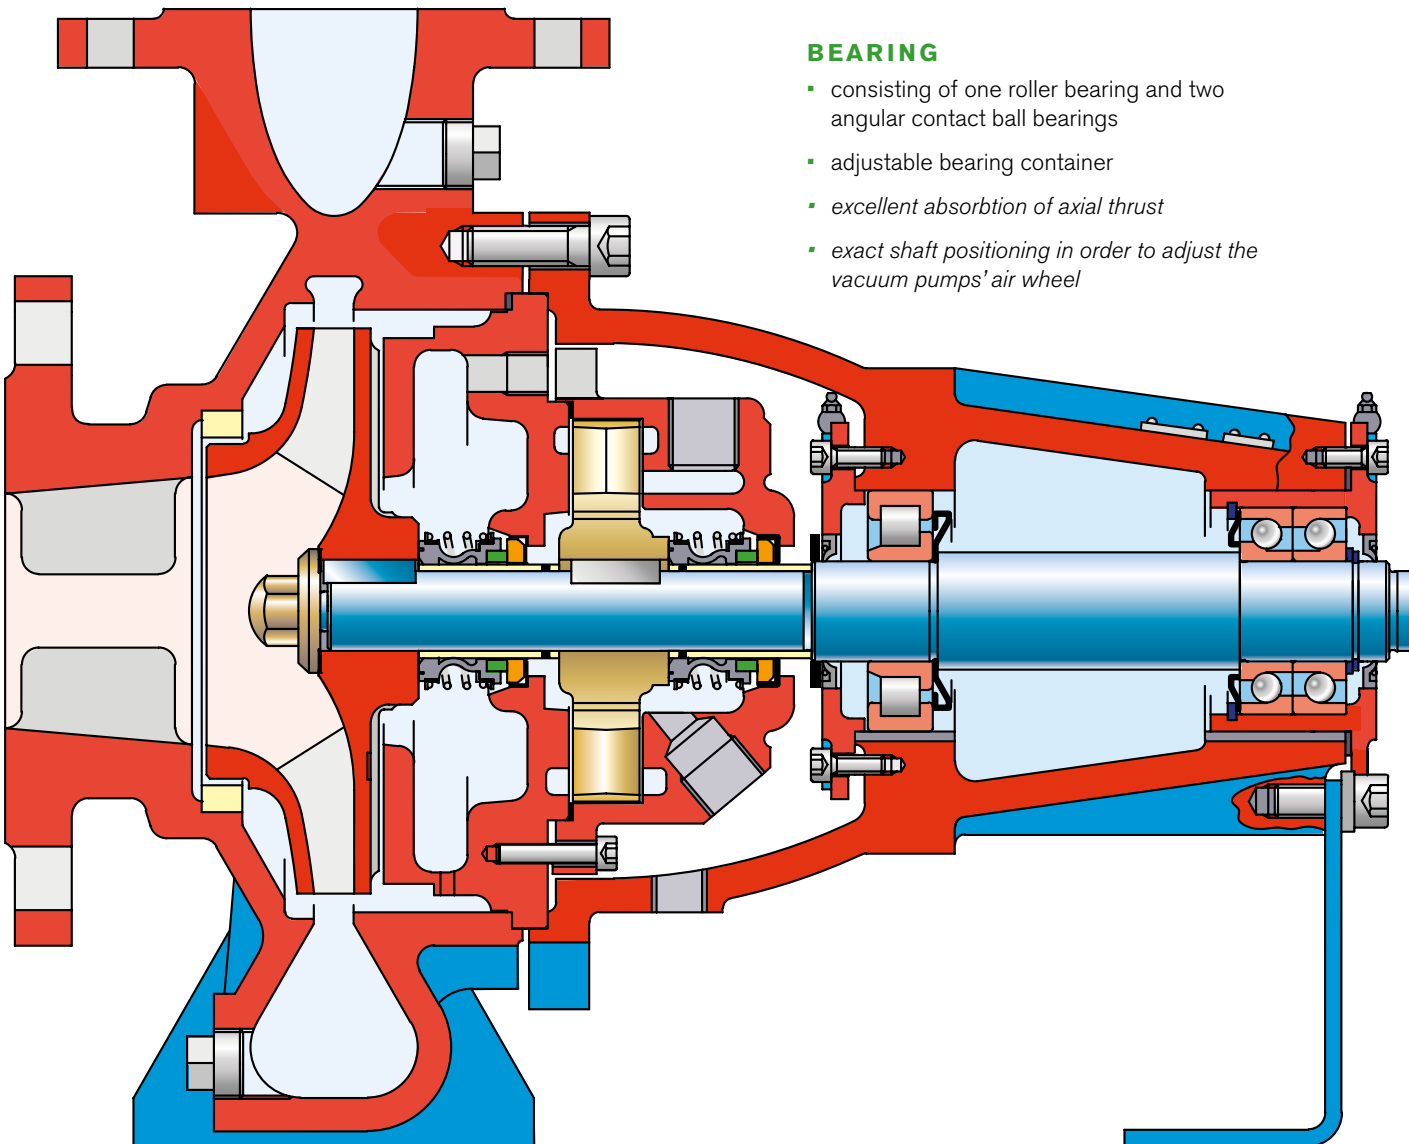 BEARING
▪ consisting of one roller bearing and two
angular contact ball bearings
▪ adjustable bearing container
▪ excellent absorbtion of axial thrust
▪ exact shaft positioning in order to adjust the
vacuum pumps' air wheel